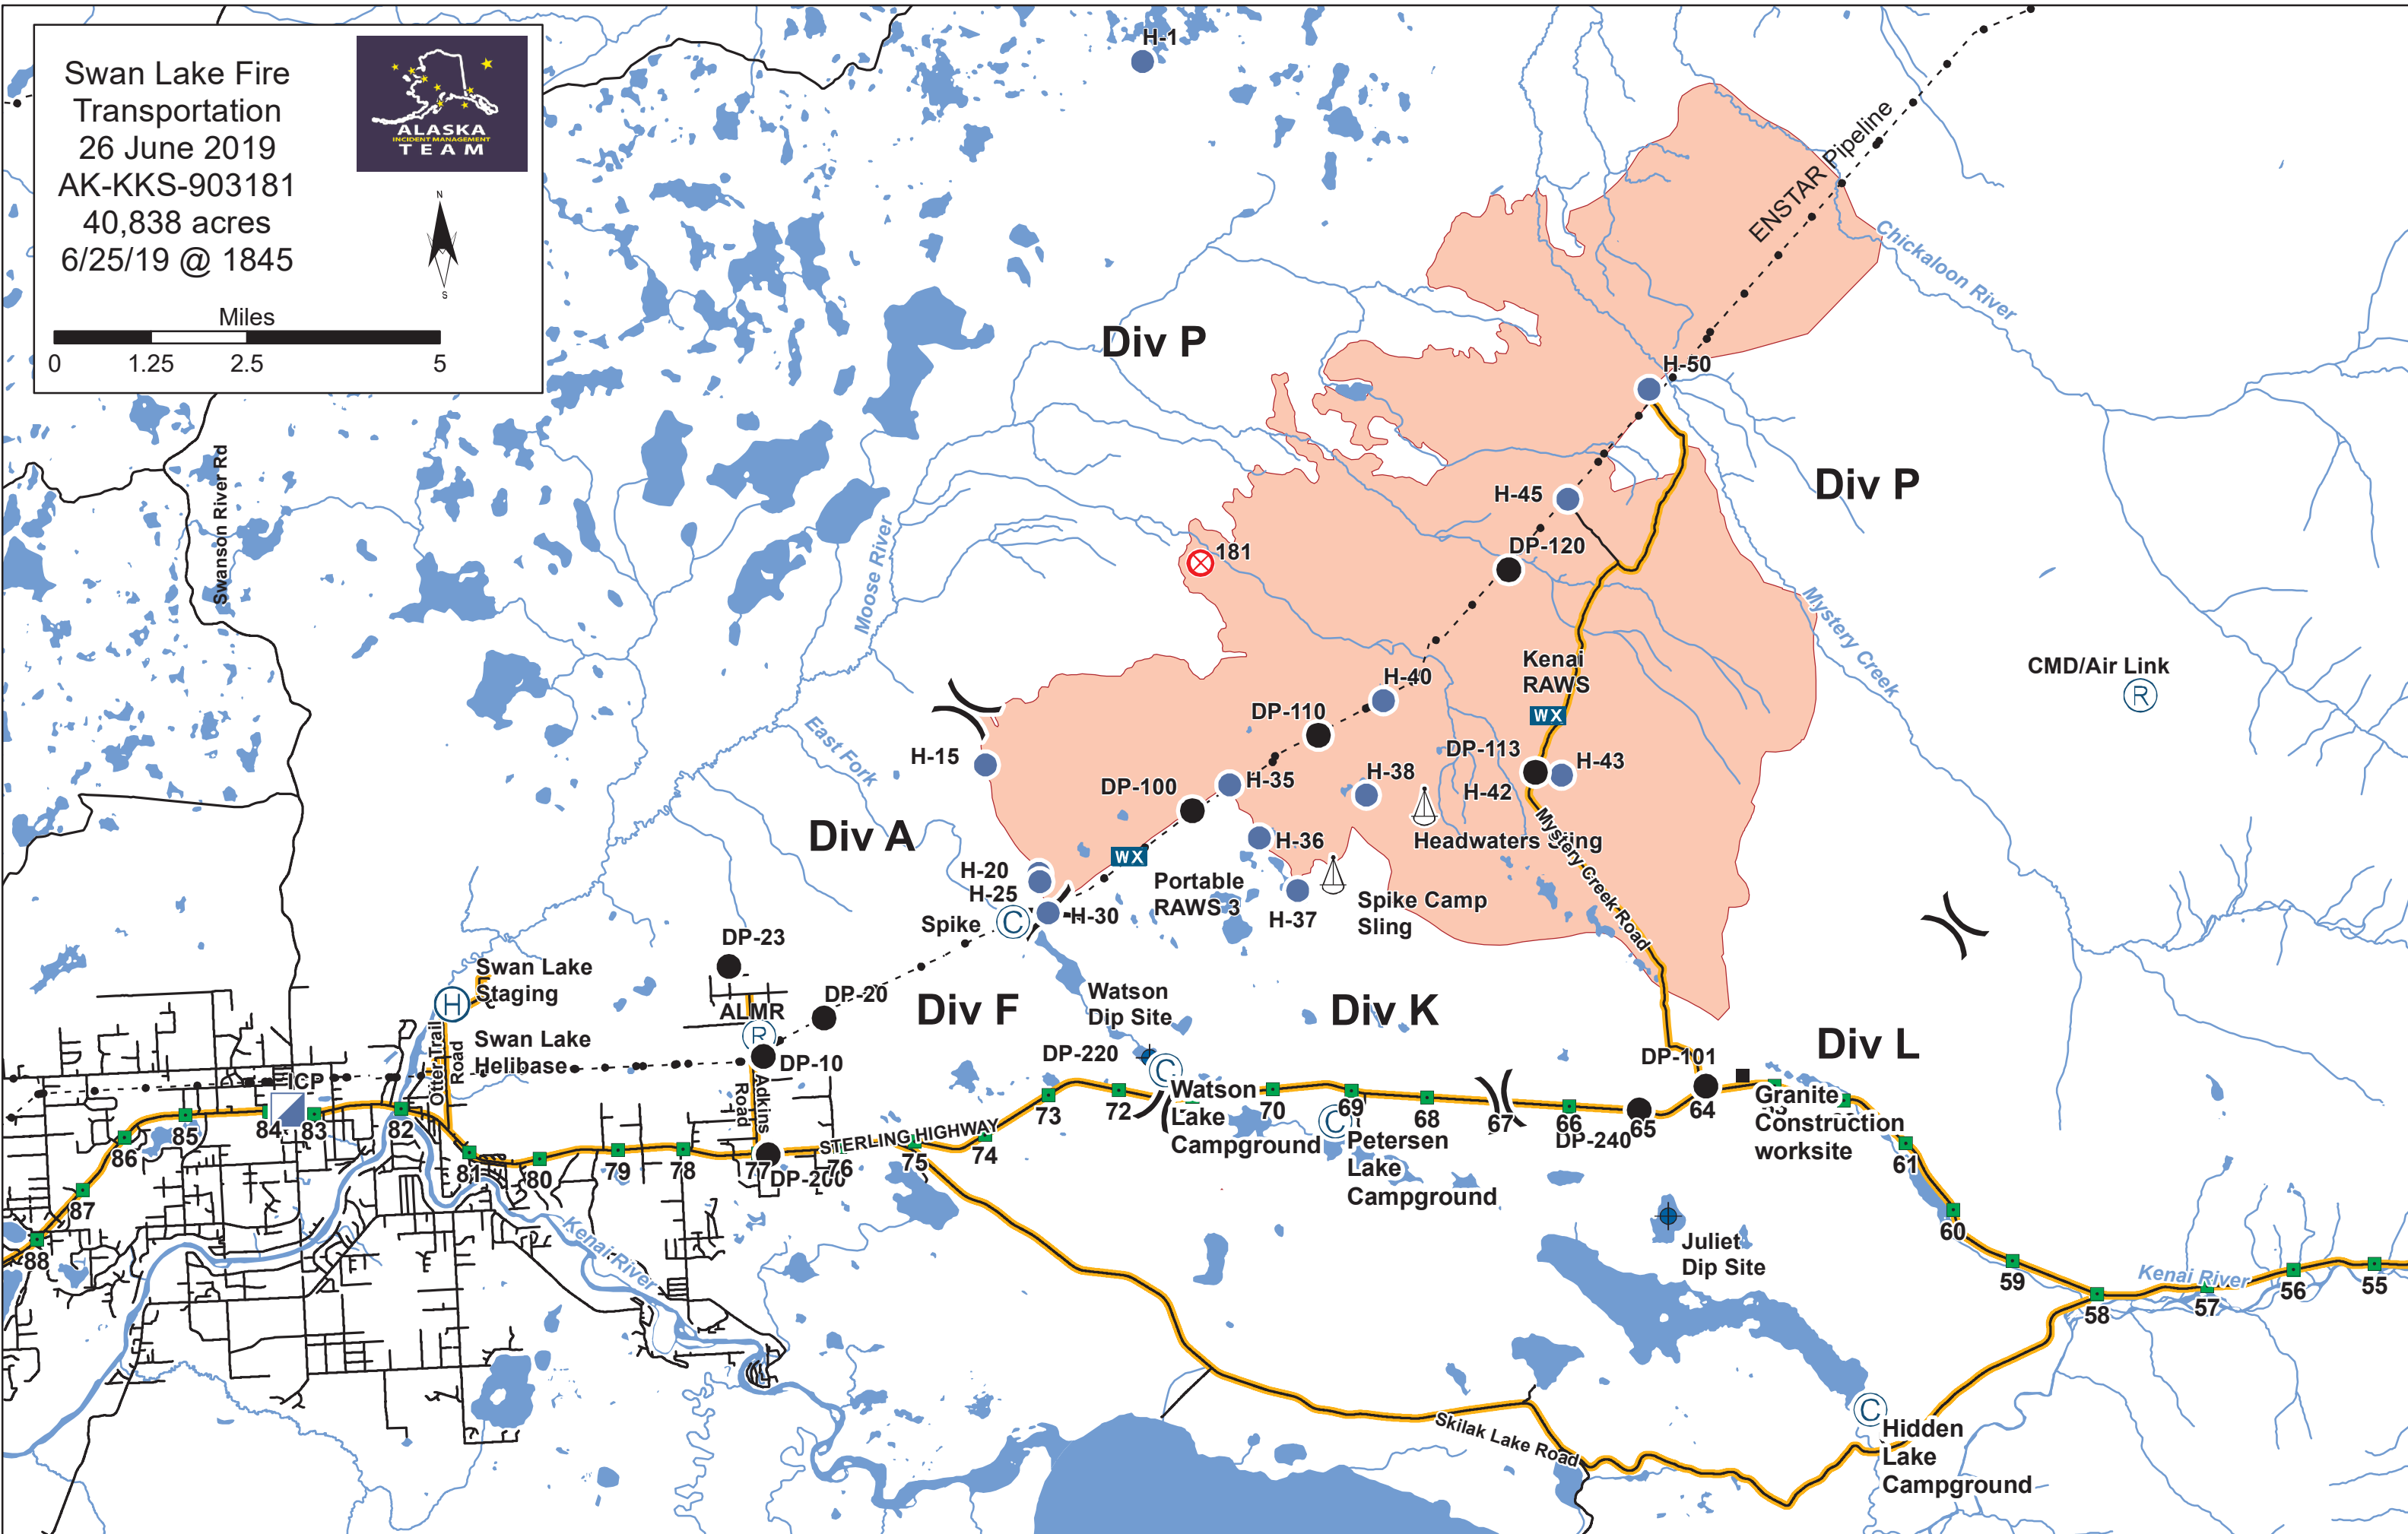 Swan Lake Fire
Transportation
26 June 2019
AK-KKS-903181
40,838 acres
6/25/19 @ 1845
ALASKA
INCIDENT MANAGEMENT
TEAM
N
S
Miles
0 1.25 2.5 5
H-1
ENSTAR Pipeline
Chickaloon River
Div P
H-50
Swanson River Rd
Div P
H-45
DP-120
181
Moose River
Mystery Creek
Kenai
RAWS
WX
CMD/Air Link
R
H-40
DP-110
East Fork
H-15
DP-113
H-43
H-38
H-35
DP-100
H-42
Div A
Headwaters Sling
H-36
Mystery Creek Road
WX
H-20
H-25
Portable
RAWS 3
Spike Camp
Sling
H-37
H-30
Spike
C
DP-23
Swan Lake
Staging
H
DP-20
Watson
Dip Site
Div F
Div K
ALMR
R
Otter Trail
Road
Swan Lake
Helibase
DP-10
DP-220
C
DP-101
Div L
ICP
Adkins
Road
Watson
Lake
Campground
C
Petersen
Lake
Campground
Granite
Construction
worksite
88
87
86
85
84
83
82
81
80
79
78
77
DP-200
76
STERLING HIGHWAY
75
74
73
72
70
69
68
67
66
DP-240
65
64
61
60
59
58
57
56
55
Kenai River
Kenai River
Juliet
Dip Site
Skilak Lake Road
C
Hidden
Lake
Campground